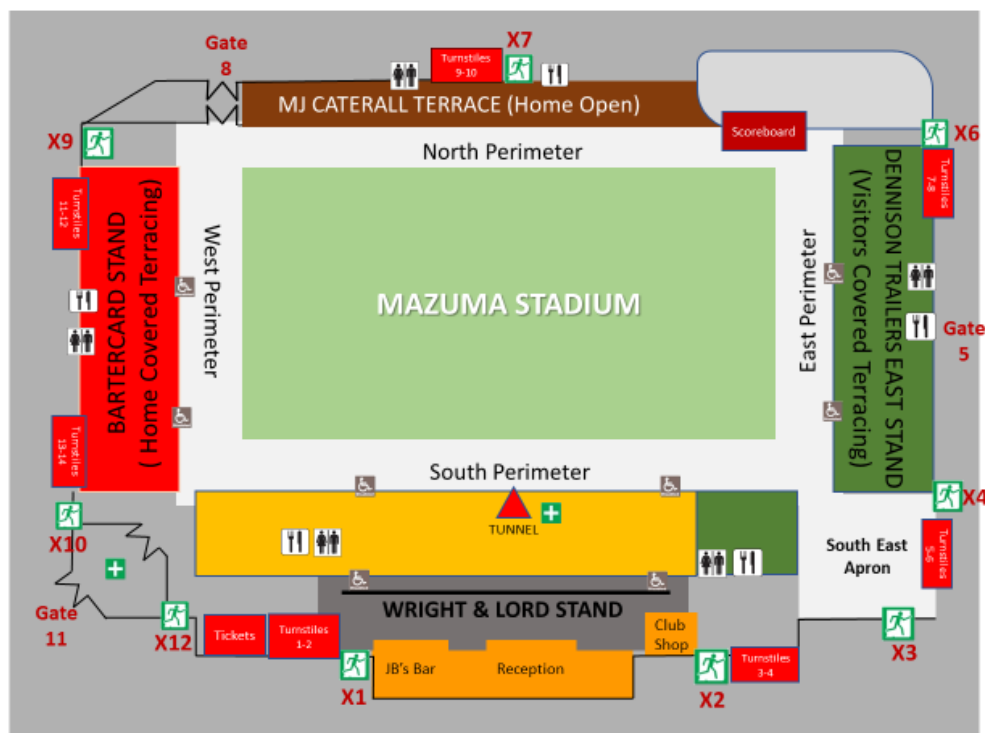 Gate
8
X7
Turnstiles
9-10
MJ CATERALL TERRACE (Home Open)
Scoreboard
X6
X9
North Perimeter
Turnstiles
7-8
Turnstiles
11-12
BARTERCARD STAND
( Home Covered Terracing)
West Perimeter
MAZUMA STADIUM
East Perimeter
DENNISON TRAILERS EAST STAND
(Visitors Covered Terracing)
Gate
5
Turnstiles
13-14
South Perimeter
X4
TUNNEL
X10
South East
Apron
Turnstiles
5-6
Gate
11
X12
Tickets
Turnstiles
1-2
WRIGHT & LORD STAND
Club
Shop
X3
X1
JB's Bar
Reception
X2
Turnstiles
3-4